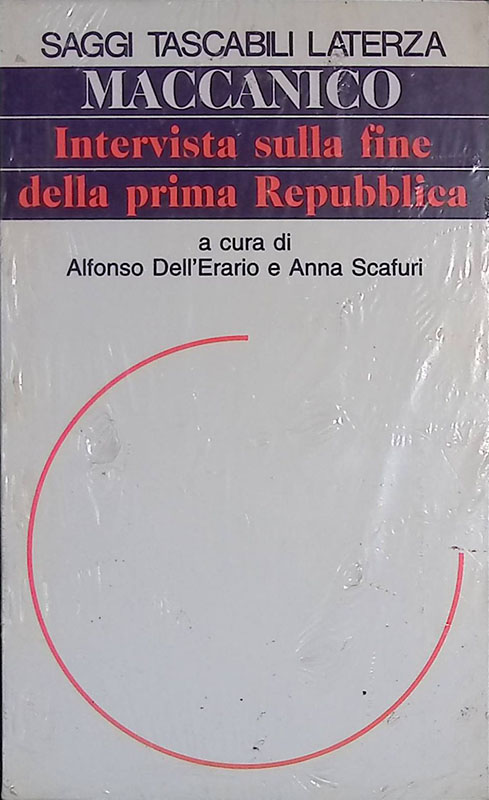 SAGGI TASCABILI LATERZA
MACCANICO
Intervista sulla fine
della prima Repubblica
a cura di
Alfonso Dell'Erario e Anna Scafuri